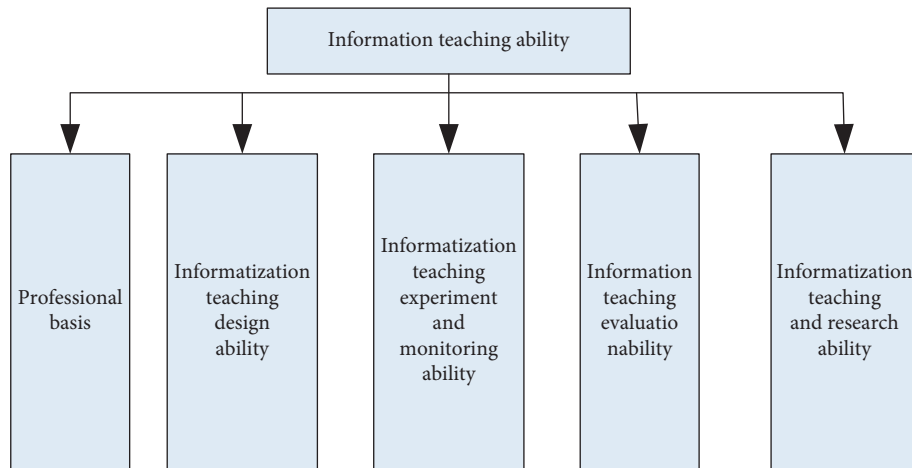 Information teaching ability
Professional
basis
Informatization
teaching
design
ability
Informatization
teaching
experiment
and
monitoring
ability
Information
teaching
evaluatio
nability
Informatization
teaching
and research
ability